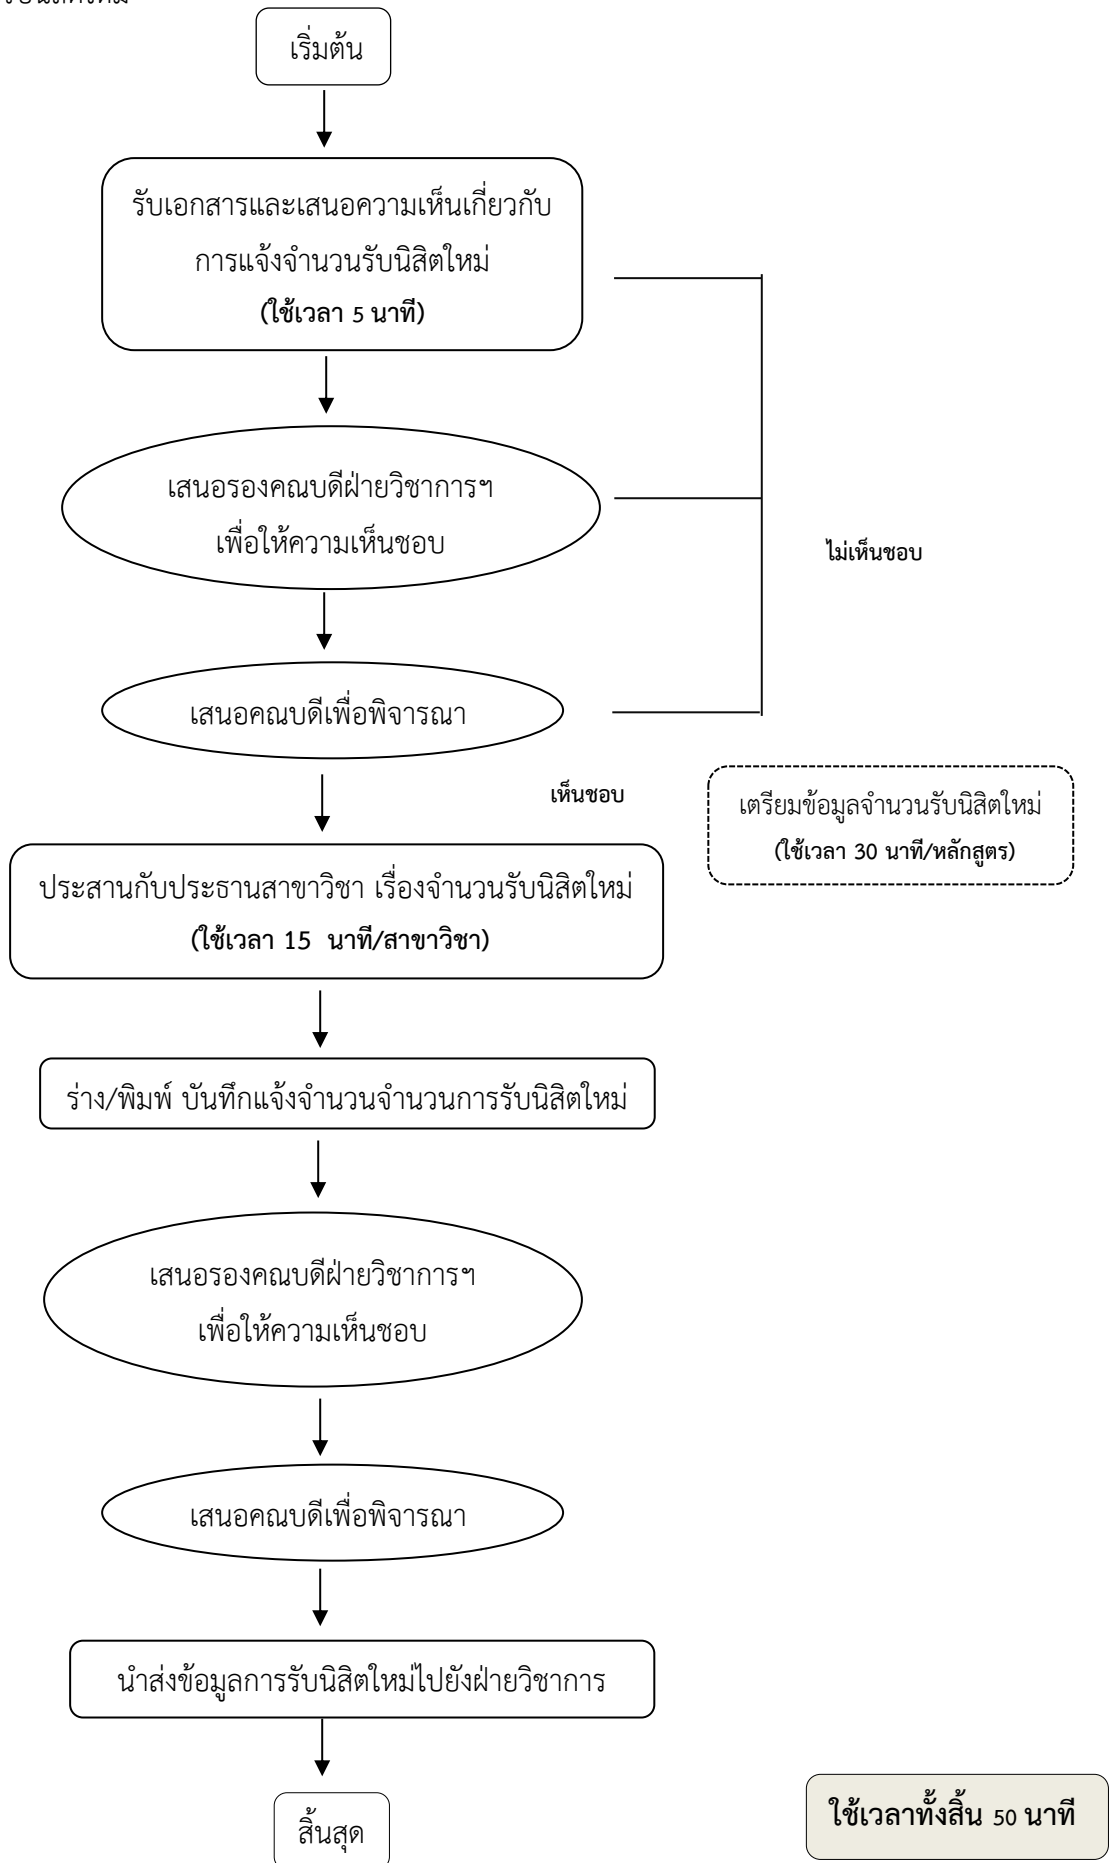 เริ่มต้น
รับเอกสารและเสนอความเห็นเกี่ยวกับ
การแจ้งจำนวนรับนิสิตใหม่
(ใช้เวลา 5 นาที)
เสนอรองคณบดีฝ่ายวิชาการฯ
เพื่อให้ความเห็นชอบ
ไม่เห็นชอบ
เสนอคณบดีเพื่อพิจารณา
เห็นชอบ
เตรียมข้อมูลจำนวนรับนิสิตใหม่
(ใช้เวลา 30 นาที/หลักสูตร)
ประสานกับประธานสาขาวิชา เรื่องจำนวนรับนิสิตใหม่
(ใช้เวลา 15 นาที/สาขาวิชา)
ร่าง/พิมพ์ บันทึกแจ้งจำนวนจำนวนการรับนิสิตใหม่
เสนอรองคณบดีฝ่ายวิชาการฯ
เพื่อให้ความเห็นชอบ
เสนอคณบดีเพื่อพิจารณา
นำส่งข้อมูลการรับนิสิตใหม่ไปยังฝ่ายวิชาการ
สิ้นสุด
ใช้เวลาทั้งสิ้น 50 นาที